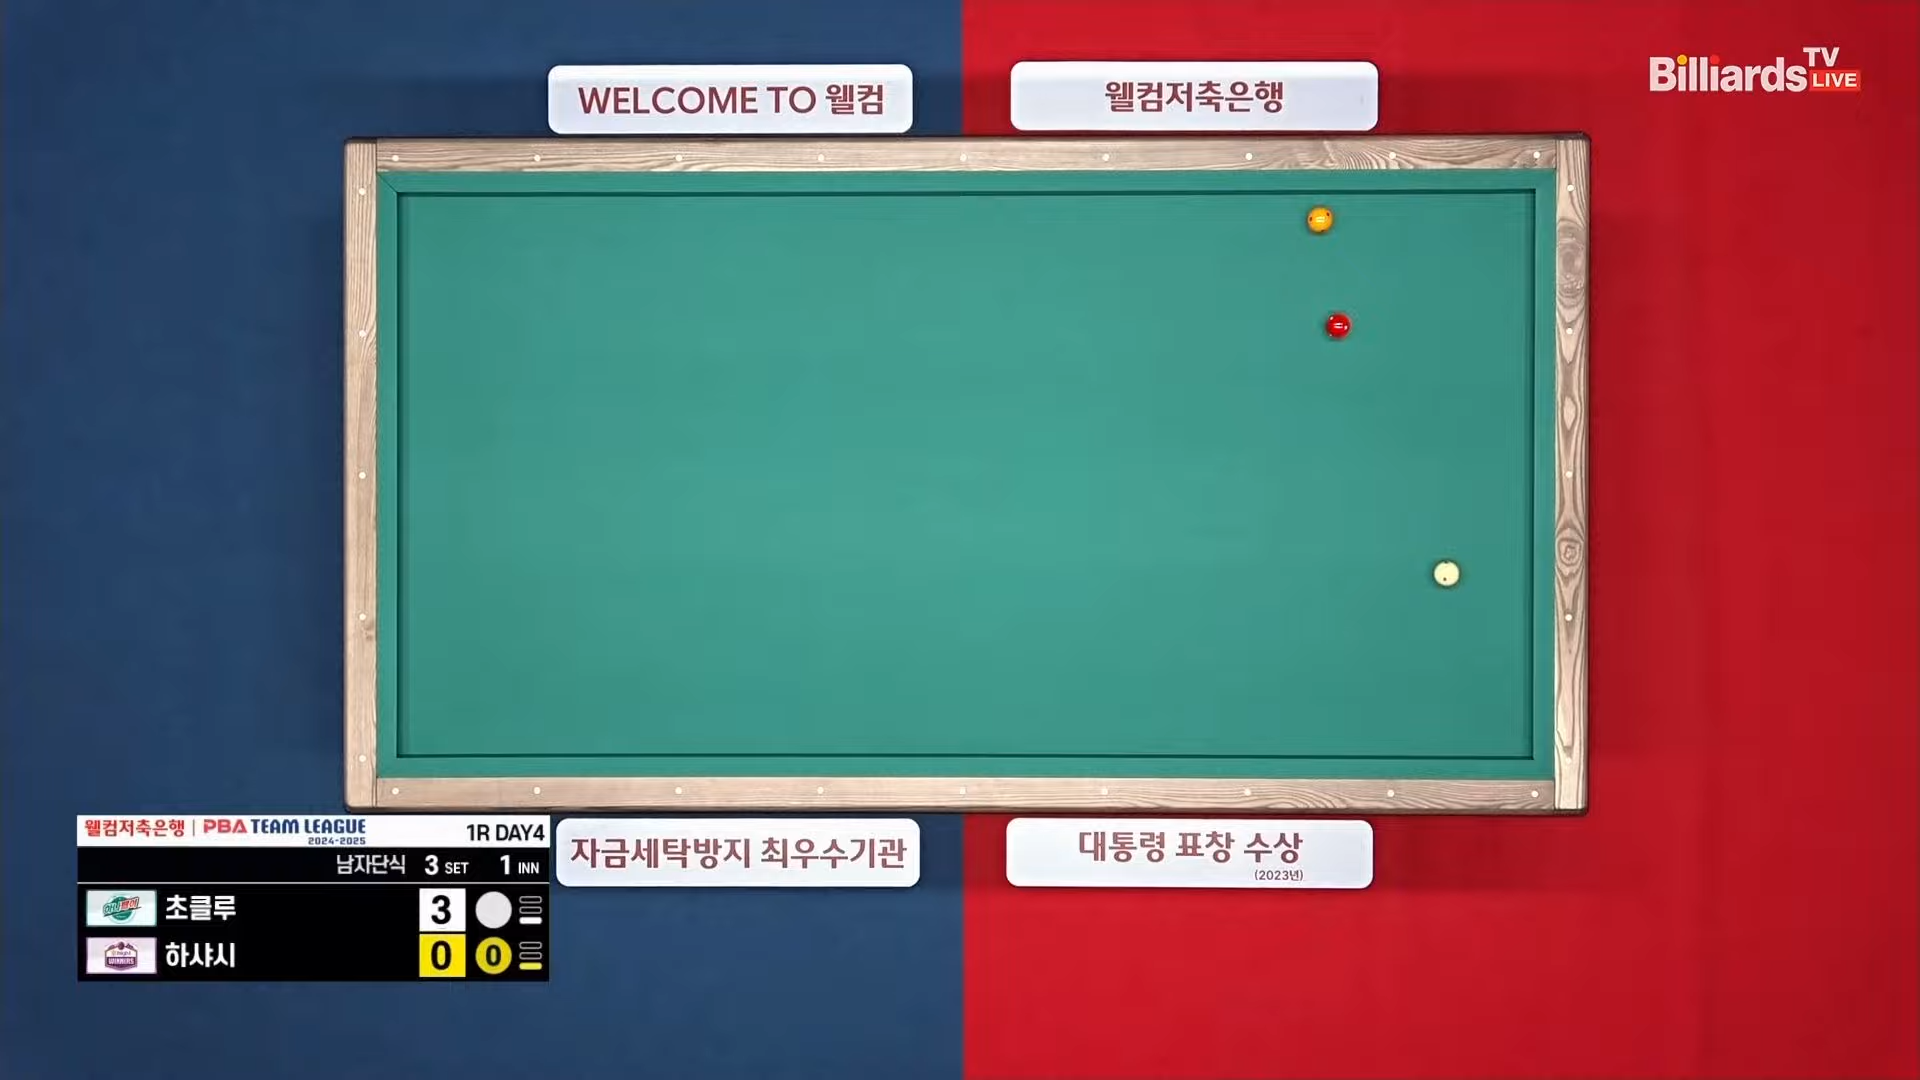 Billiards TV
LIVE
WELCOME TO 웰컴
웰컴저축은행
자금세탁방지 최우수기관
대통령 표창 수상
(2023년)
웰컴저축은행 | PBA TEAM LEAGUE
2024-2025
1R DAY4
남자단식 3 SET 1 INN
초클루 3
하샤시 0 0
WINNERS